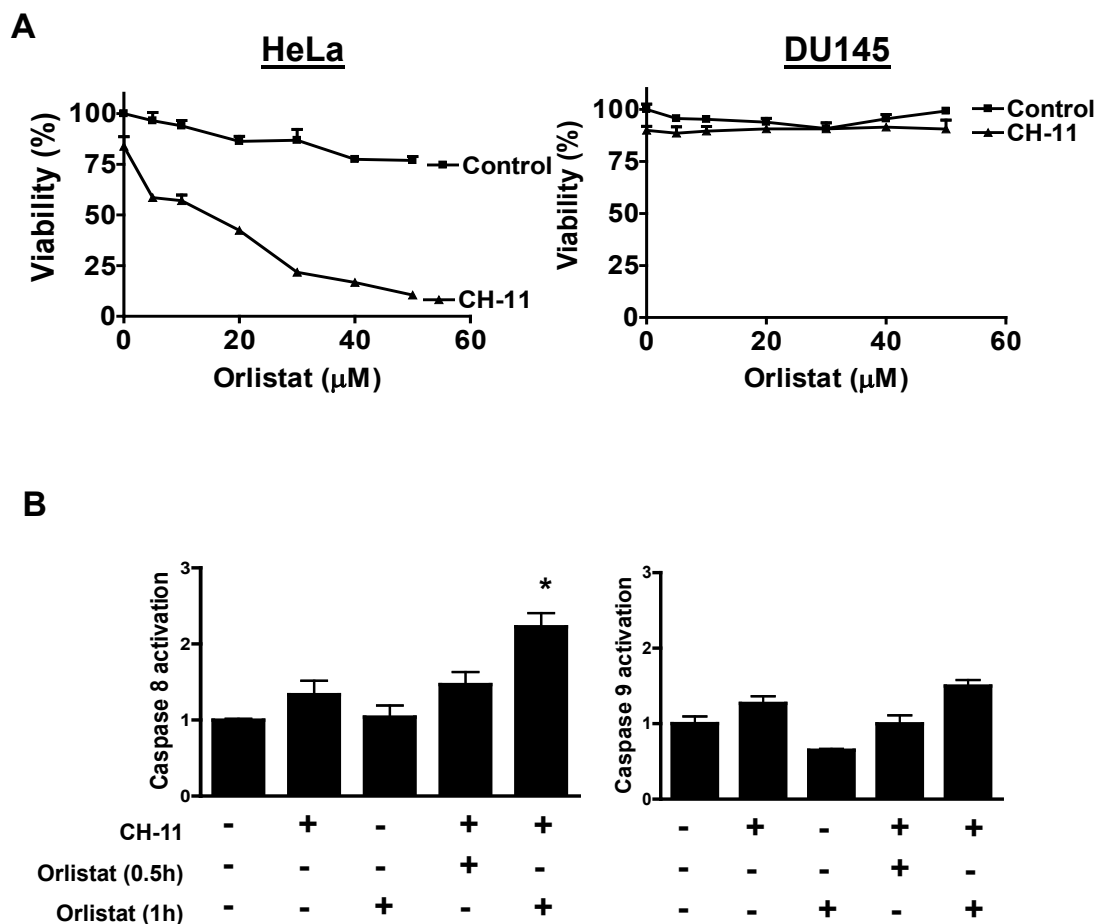 A
HeLa
DU145
Viability (%)
100
75
50
25
0
0 20 40 60
Orlistat (μM)
Control
CH-11
Viability (%)
100
75
50
25
0
0 20 40 60
Orlistat (μM)
Control
CH-11
B
Caspase 8 activation
3
2
1
0
*
Caspase 9 activation
3
2
1
0
CH-11 - + - + + - + - + +
Orlistat (0.5h) - - - + - - - - + -
Orlistat (1h) - - + - + - - + - +